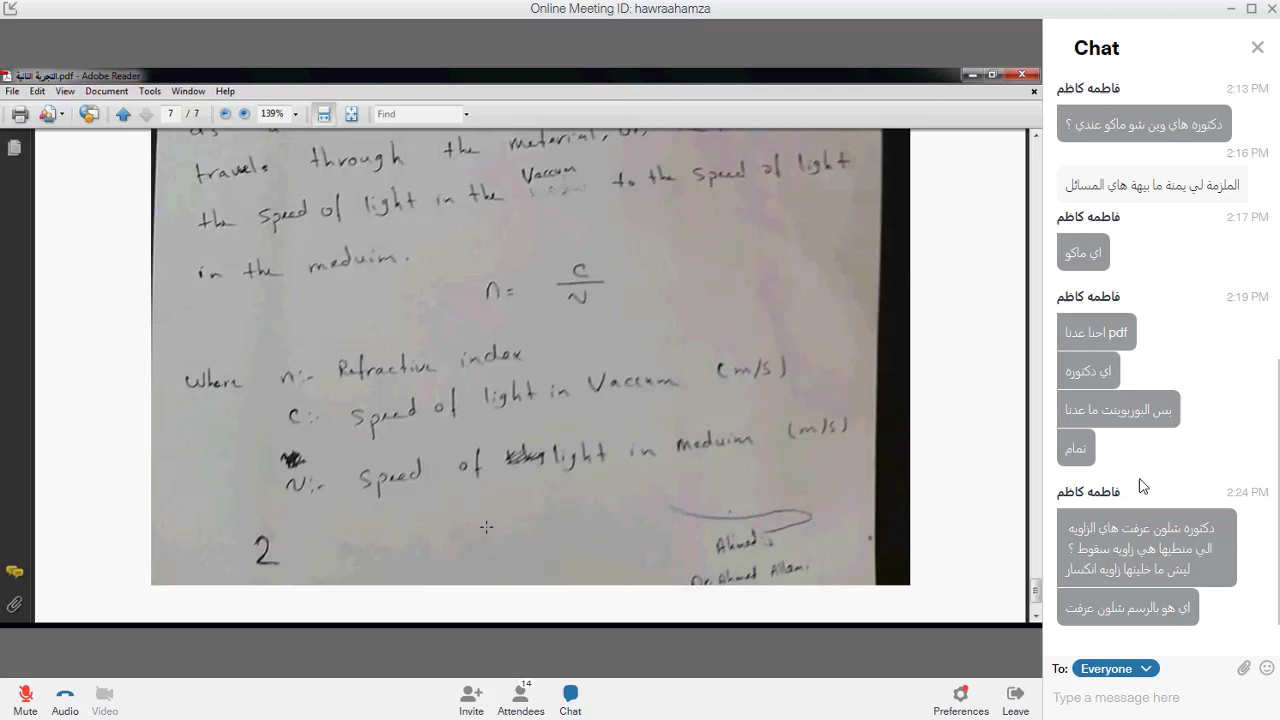 Online Meeting ID: hawraahamza
التجربة الثانية.pdf - Adobe Reader
File Edit View Document Tools Window Help
7 / 7 139% Find
travels through the material, or,
the speed of light in the Vaccum to the speed of light
in the meduim.
n = C / v
Where n:- Refractive index
C:- Speed of light in Vaccum (m/s)
v:- Speed of light in meduim (m/s)
2
Ahmed
Dr. Ahmed Allami
Chat
فاطمه كاظم 2:13 PM
دكتوره هاي وين شو ماكو عندي ؟
2:16 PM
الملزمة لي يمنة ما بيهة هاي المسائل
فاطمه كاظم 2:17 PM
اي ماكو
فاطمه كاظم 2:19 PM
احنا عدنا pdf
اي دكتوره
بس البوربوينت ما عدنا
تمام
فاطمه كاظم 2:24 PM
دكتوره شلون عرفت هاي الزاويه
الي منطيها هي زاويه سقوط ؟
ليش ما خليتها زاويه انكسار
اي هو بالرسم شلون عرفت
To: Everyone
Type a message here
Mute Audio Video Invite 14 Attendees Chat Preferences Leave